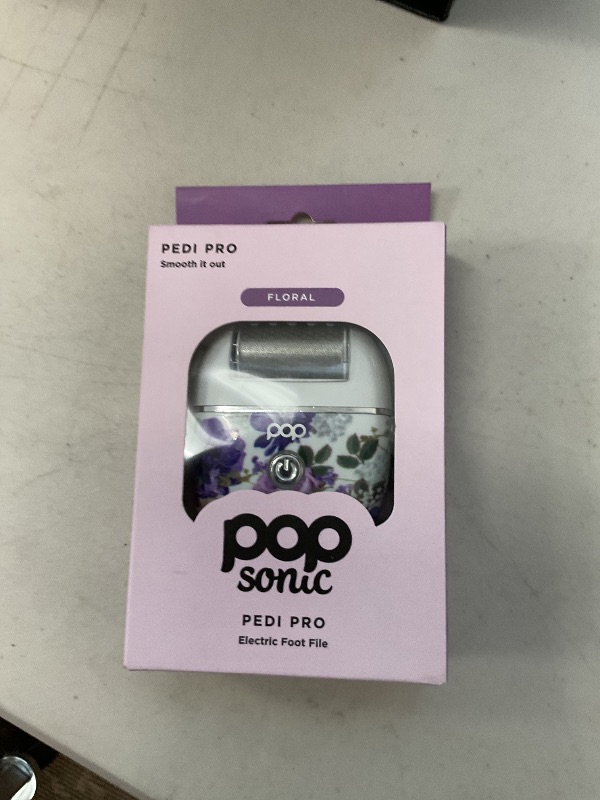 PEDI PRO
Smooth it out
FLORAL
pop
pop
sonic
PEDI PRO
Electric Foot File